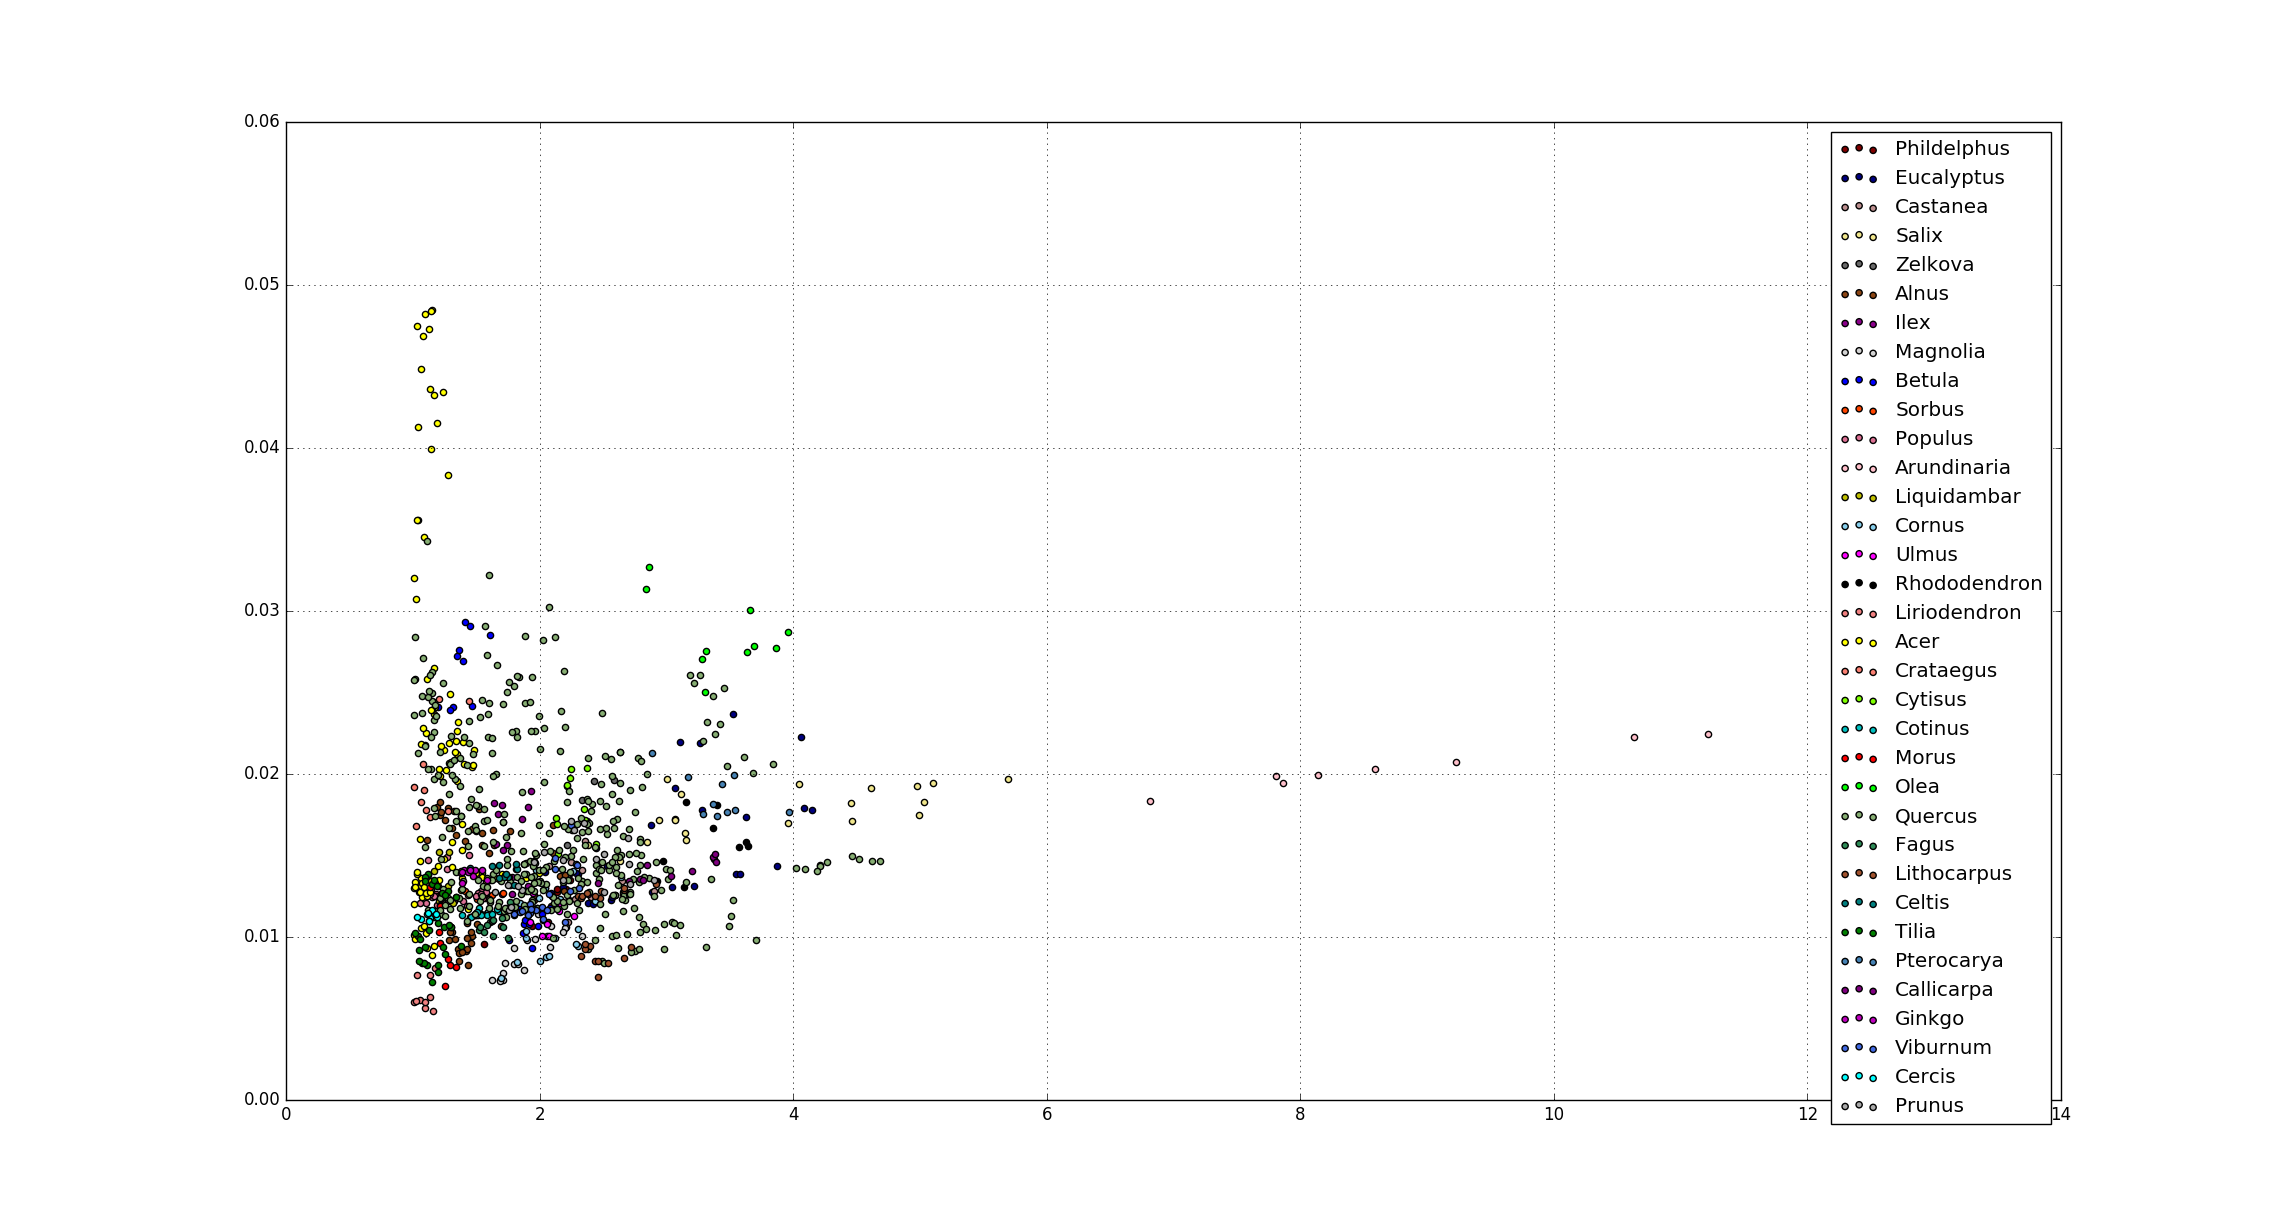 0.06
0.05
0.04
0.03
0.02
0.01
0.00
0 2 4 6 8 10 12 14
Phildelphus
Eucalyptus
Castanea
Salix
Zelkova
Alnus
Ilex
Magnolia
Betula
Sorbus
Populus
Arundinaria
Liquidambar
Cornus
Ulmus
Rhododendron
Liriodendron
Acer
Crataegus
Cytisus
Cotinus
Morus
Olea
Quercus
Fagus
Lithocarpus
Celtis
Tilia
Pterocarya
Callicarpa
Ginkgo
Viburnum
Cercis
Prunus